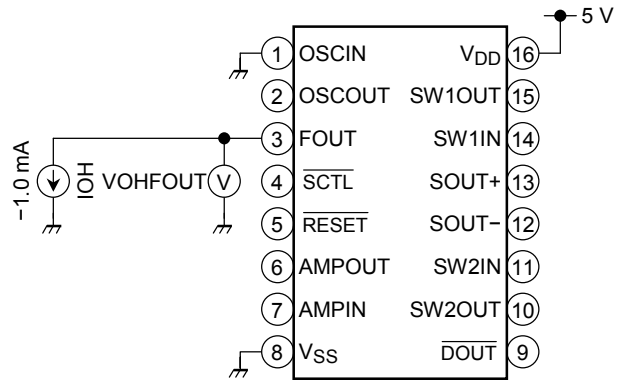 5 V
1 OSCIN VDD 16
2 OSCOUT SW1OUT 15
3 FOUT SW1IN 14
−1.0 mA
IOH
VOHFOUT V
4 SCTL SOUT+ 13
5 RESET SOUT− 12
6 AMPOUT SW2IN 11
7 AMPIN SW2OUT 10
8 VSS DOUT 9